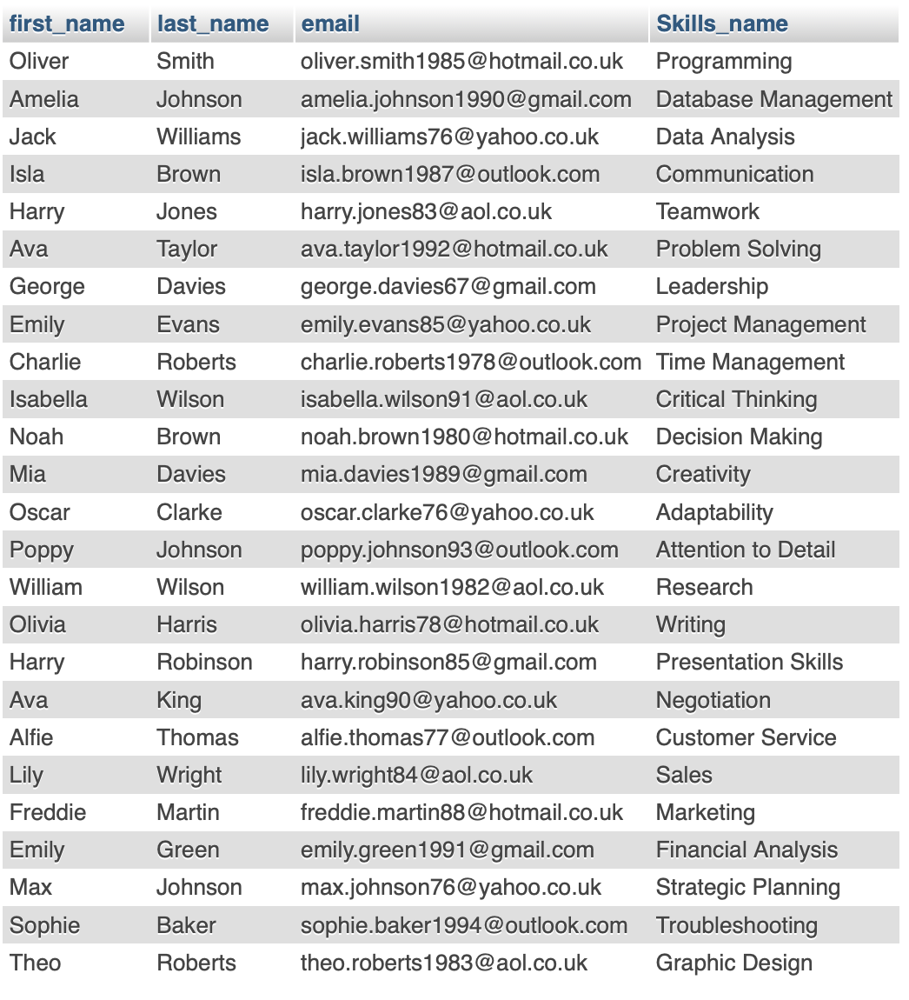 first_name last_name email Skills_name
Oliver Smith oliver.smith1985@hotmail.co.uk Programming
Amelia Johnson amelia.johnson1990@gmail.com Database Management
Jack Williams jack.williams76@yahoo.co.uk Data Analysis
Isla Brown isla.brown1987@outlook.com Communication
Harry Jones harry.jones83@aol.co.uk Teamwork
Ava Taylor ava.taylor1992@hotmail.co.uk Problem Solving
George Davies george.davies67@gmail.com Leadership
Emily Evans emily.evans85@yahoo.co.uk Project Management
Charlie Roberts charlie.roberts1978@outlook.com Time Management
Isabella Wilson isabella.wilson91@aol.co.uk Critical Thinking
Noah Brown noah.brown1980@hotmail.co.uk Decision Making
Mia Davies mia.davies1989@gmail.com Creativity
Oscar Clarke oscar.clarke76@yahoo.co.uk Adaptability
Poppy Johnson poppy.johnson93@outlook.com Attention to Detail
William Wilson william.wilson1982@aol.co.uk Research
Olivia Harris olivia.harris78@hotmail.co.uk Writing
Harry Robinson harry.robinson85@gmail.com Presentation Skills
Ava King ava.king90@yahoo.co.uk Negotiation
Alfie Thomas alfie.thomas77@outlook.com Customer Service
Lily Wright lily.wright84@aol.co.uk Sales
Freddie Martin freddie.martin88@hotmail.co.uk Marketing
Emily Green emily.green1991@gmail.com Financial Analysis
Max Johnson max.johnson76@yahoo.co.uk Strategic Planning
Sophie Baker sophie.baker1994@outlook.com Troubleshooting
Theo Roberts theo.roberts1983@aol.co.uk Graphic Design